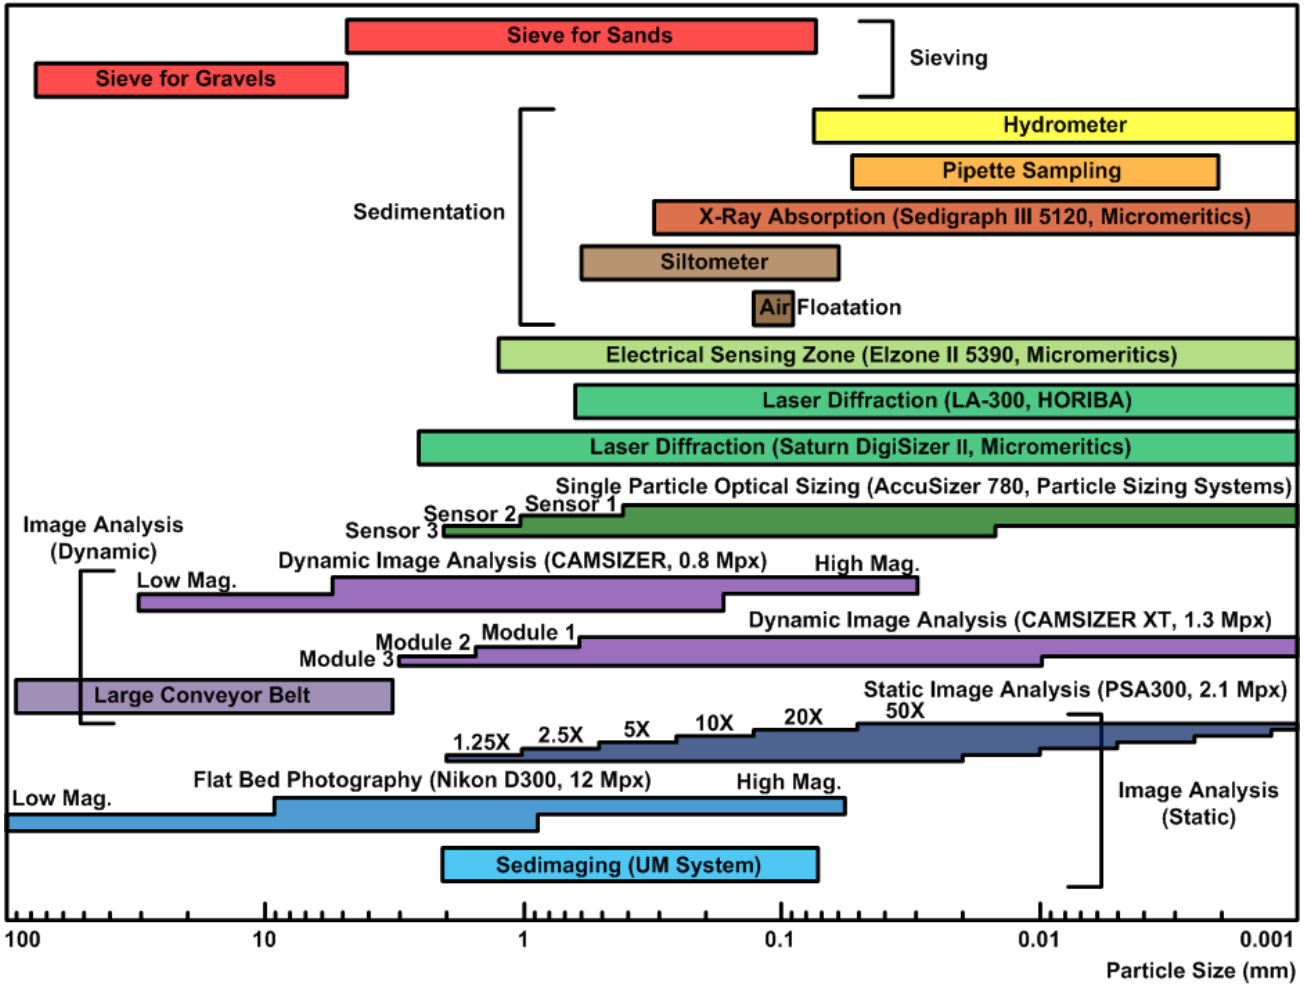 Sieve for Sands
Sieving
Sieve for Gravels
Hydrometer
Pipette Sampling
Sedimentation
X-Ray Absorption (Sedigraph III 5120, Micromeritics)
Siltometer
Air Floatation
Electrical Sensing Zone (Elzone II 5390, Micromeritics)
Laser Diffraction (LA-300, HORIBA)
Laser Diffraction (Saturn DigiSizer II, Micromeritics)
Single Particle Optical Sizing (AccuSizer 780, Particle Sizing Systems)
Sensor 1
Sensor 2
Sensor 3
Image Analysis
(Dynamic)
Dynamic Image Analysis (CAMSIZER, 0.8 Mpx)
Low Mag.
High Mag.
Dynamic Image Analysis (CAMSIZER XT, 1.3 Mpx)
Module 1
Module 2
Module 3
Large Conveyor Belt
Static Image Analysis (PSA300, 2.1 Mpx)
1.25X
2.5X
5X
10X
20X
50X
Flat Bed Photography (Nikon D300, 12 Mpx)
Low Mag.
High Mag.
Image Analysis
(Static)
Sedimaging (UM System)
100 10 1 0.1 0.01 0.001
Particle Size (mm)